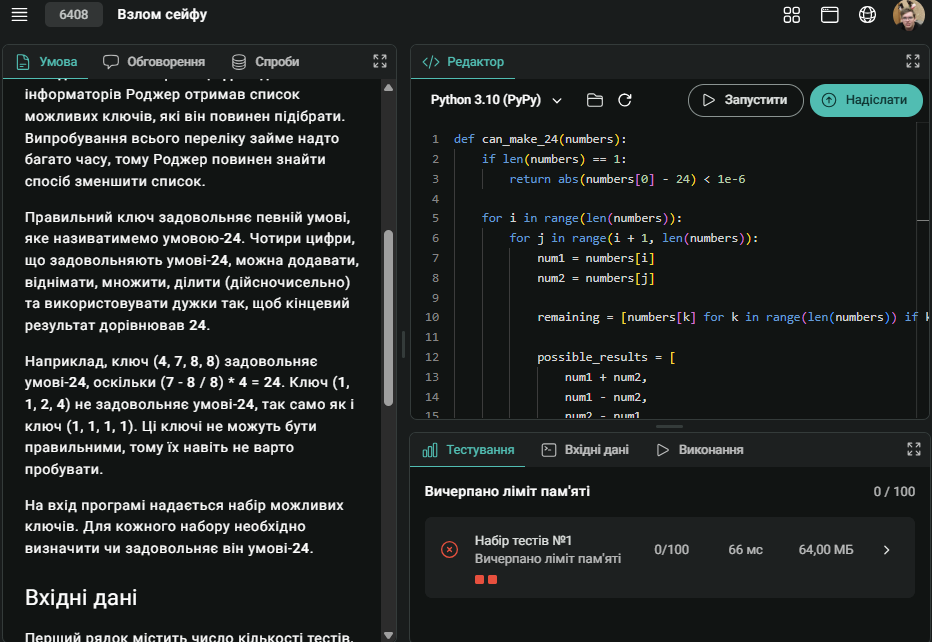 6408 Взлом сейфу
Умова Обговорення Спроби
інформаторів Роджер отримав список
можливих ключів, які він повинен підібрати.
Випробування всього переліку займе надто
багато часу, тому Роджер повинен знайти
спосіб зменшити список.
Правильний ключ задовольняє певній умові,
яке називатимемо умовою-24. Чотири цифри,
що задовольняють умові-24, можна додавати,
віднімати, множити, ділити (дійсночисельно)
та використовувати дужки так, щоб кінцевий
результат дорівнював 24.
Наприклад, ключ (4, 7, 8, 8) задовольняє
умові-24, оскільки (7 - 8 / 8) * 4 = 24. Ключ (1,
1, 2, 4) не задовольняє умові-24, так само як і
ключ (1, 1, 1, 1). Ці ключі не можуть бути
правильними, тому їх навіть не варто
пробувати.
На вхід програмі надається набір можливих
ключів. Для кожного набору необхідно
визначити чи задовольняє він умові-24.
Вхідні дані
Перший рядок містить число кількості тестів.
</> Редактор
Python 3.10 (PyPy) Запустити Надіслати
1 def can_make_24(numbers):
2 if len(numbers) == 1:
3 return abs(numbers[0] - 24) < 1e-6
4
5 for i in range(len(numbers)):
6 for j in range(i + 1, len(numbers)):
7 num1 = numbers[i]
8 num2 = numbers[j]
9
10 remaining = [numbers[k] for k in range(len(numbers)) if k
11
12 possible_results = [
13 num1 + num2,
14 num1 - num2,
15 num2 - num1
Тестування Вхідні дані Виконання
Вичерпано ліміт пам'яті 0 / 100
Набір тестів №1 0/100 66 мс 64,00 МБ
Вичерпано ліміт пам'яті